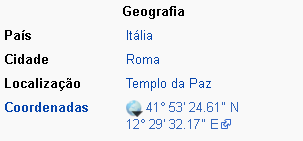 Geografia
País Itália
Cidade Roma
Localização Templo da Paz
Coordenadas 41° 53′ 24.61″ N
12° 29′ 32.17″ E